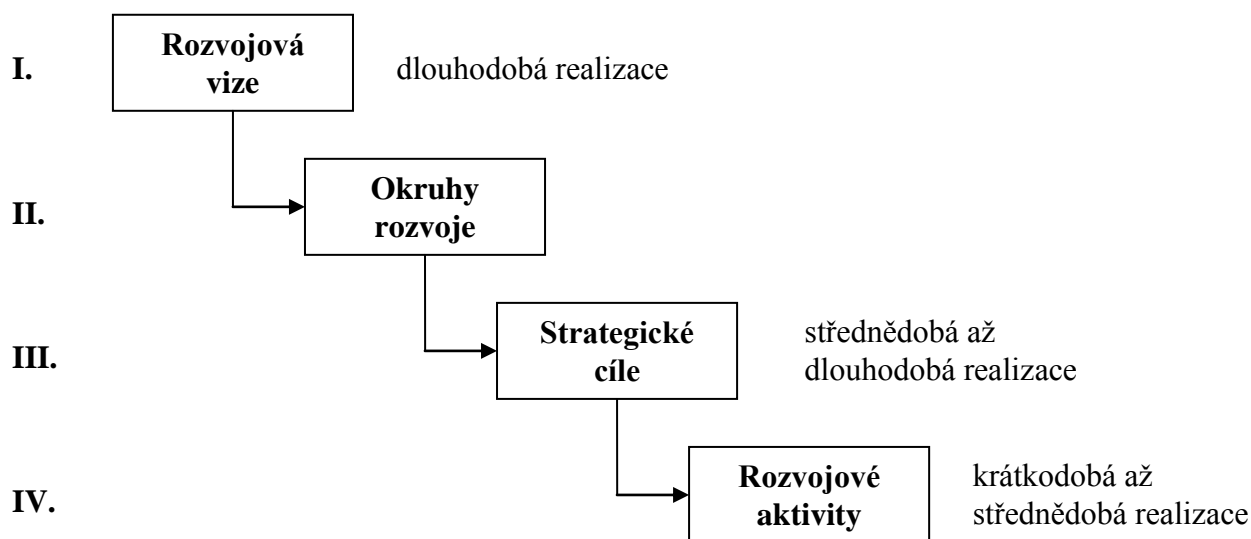 I.
Rozvojová
vize
dlouhodobá realizace
II.
Okruhy
rozvoje
III.
Strategické
cíle
střednědobá až
dlouhodobá realizace
IV.
Rozvojové
aktivity
krátkodobá až
střednědobá realizace